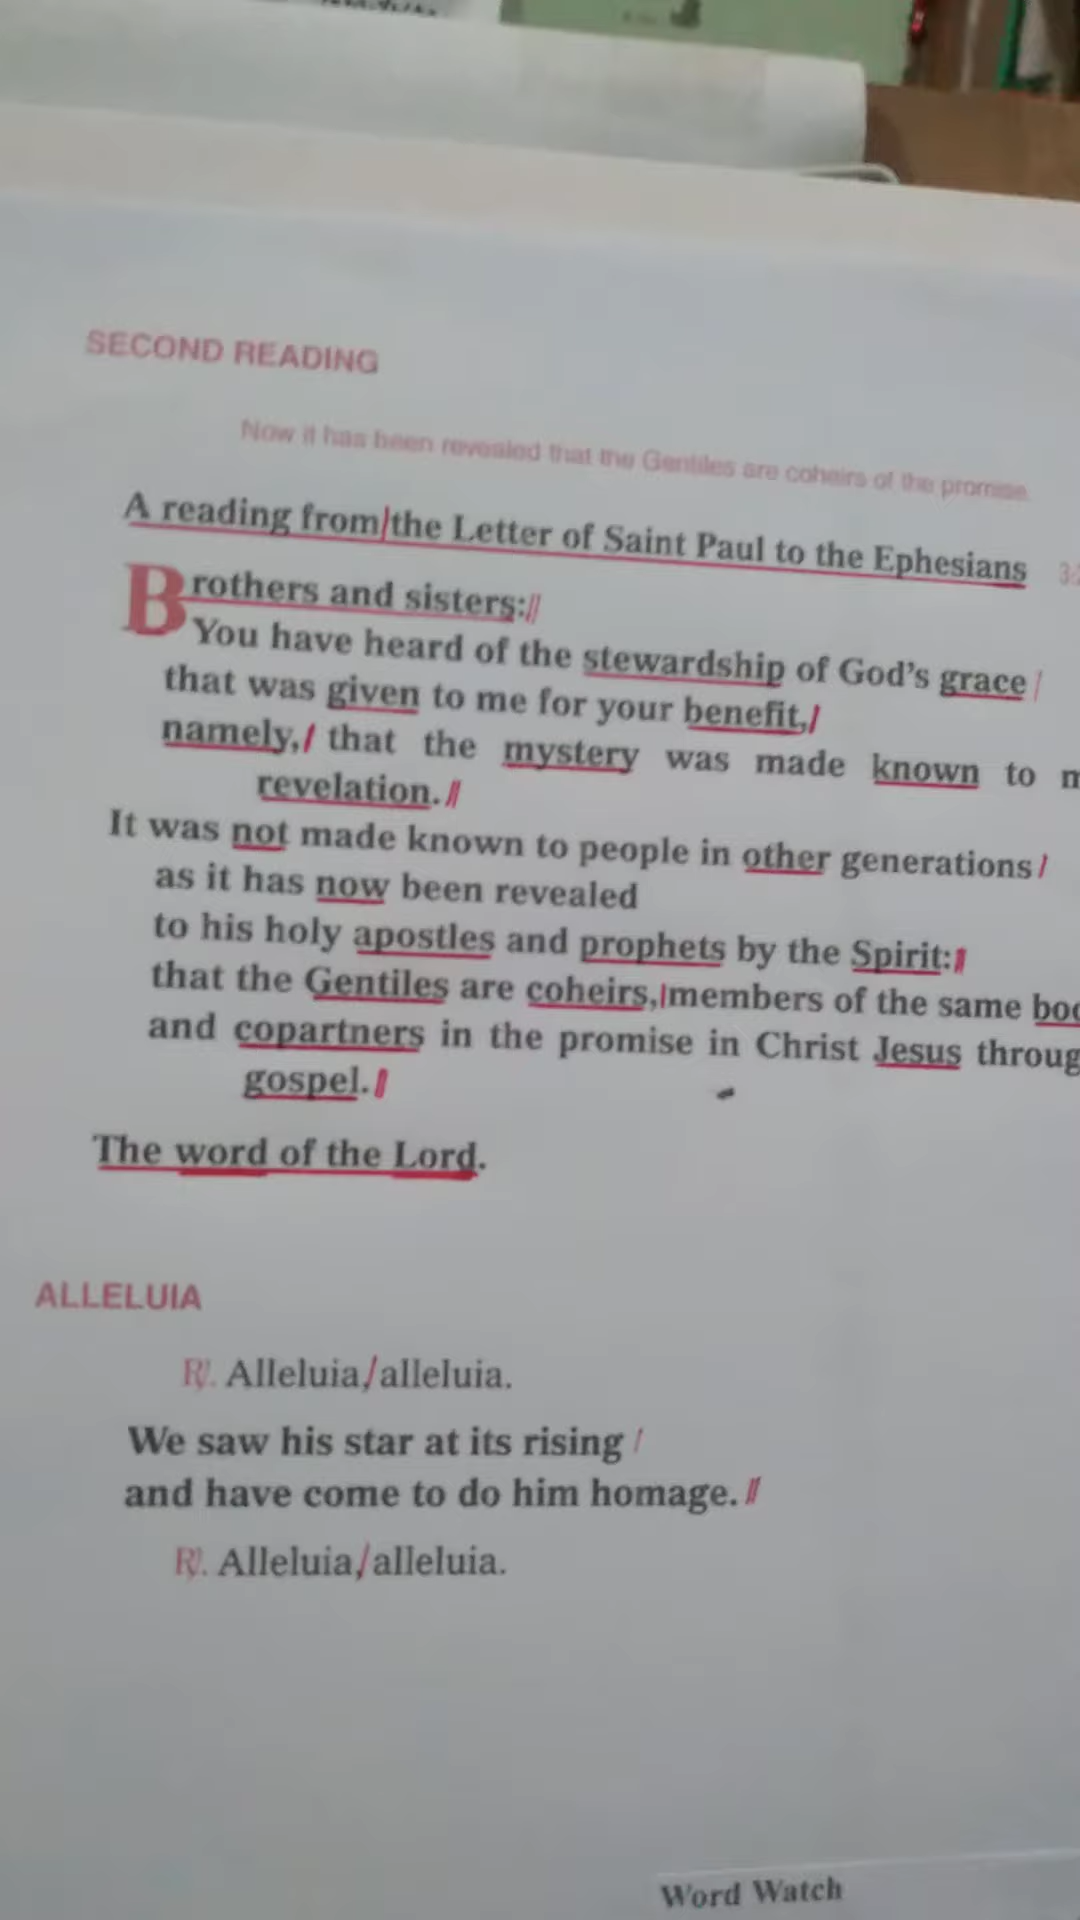 SECOND READING
Now it has been revealed that the Gentiles are coheirs of the promise.
A reading from/the Letter of Saint Paul to the Ephesians
Brothers and sisters://
You have heard of the stewardship of God's grace/
that was given to me for your benefit,/
namely,/ that the mystery was made known to
revelation.//
It was not made known to people in other generations/
as it has now been revealed
to his holy apostles and prophets by the Spirit://
that the Gentiles are coheirs,/members of the same
and copartners in the promise in Christ Jesus
gospel.//
The word of the Lord.
ALLELUIA
℟. Alleluia,/alleluia.
We saw his star at its rising /
and have come to do him homage.//
℟. Alleluia,/alleluia.
Word Watch